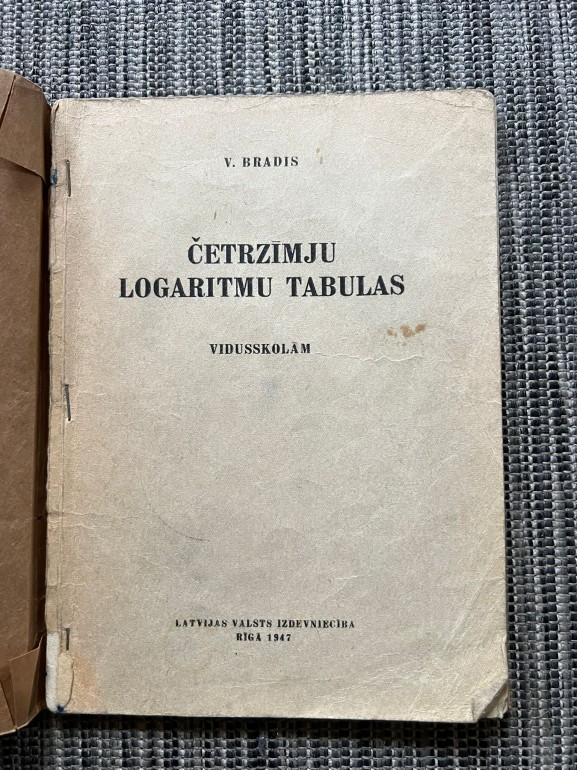 V. BRADIS
ČETRZĪMJU
LOGARITMU TABULAS
VIDUSSKOLĀM
LATVIJAS VALSTS IZDEVNIECĪBA
RĪGĀ 1947